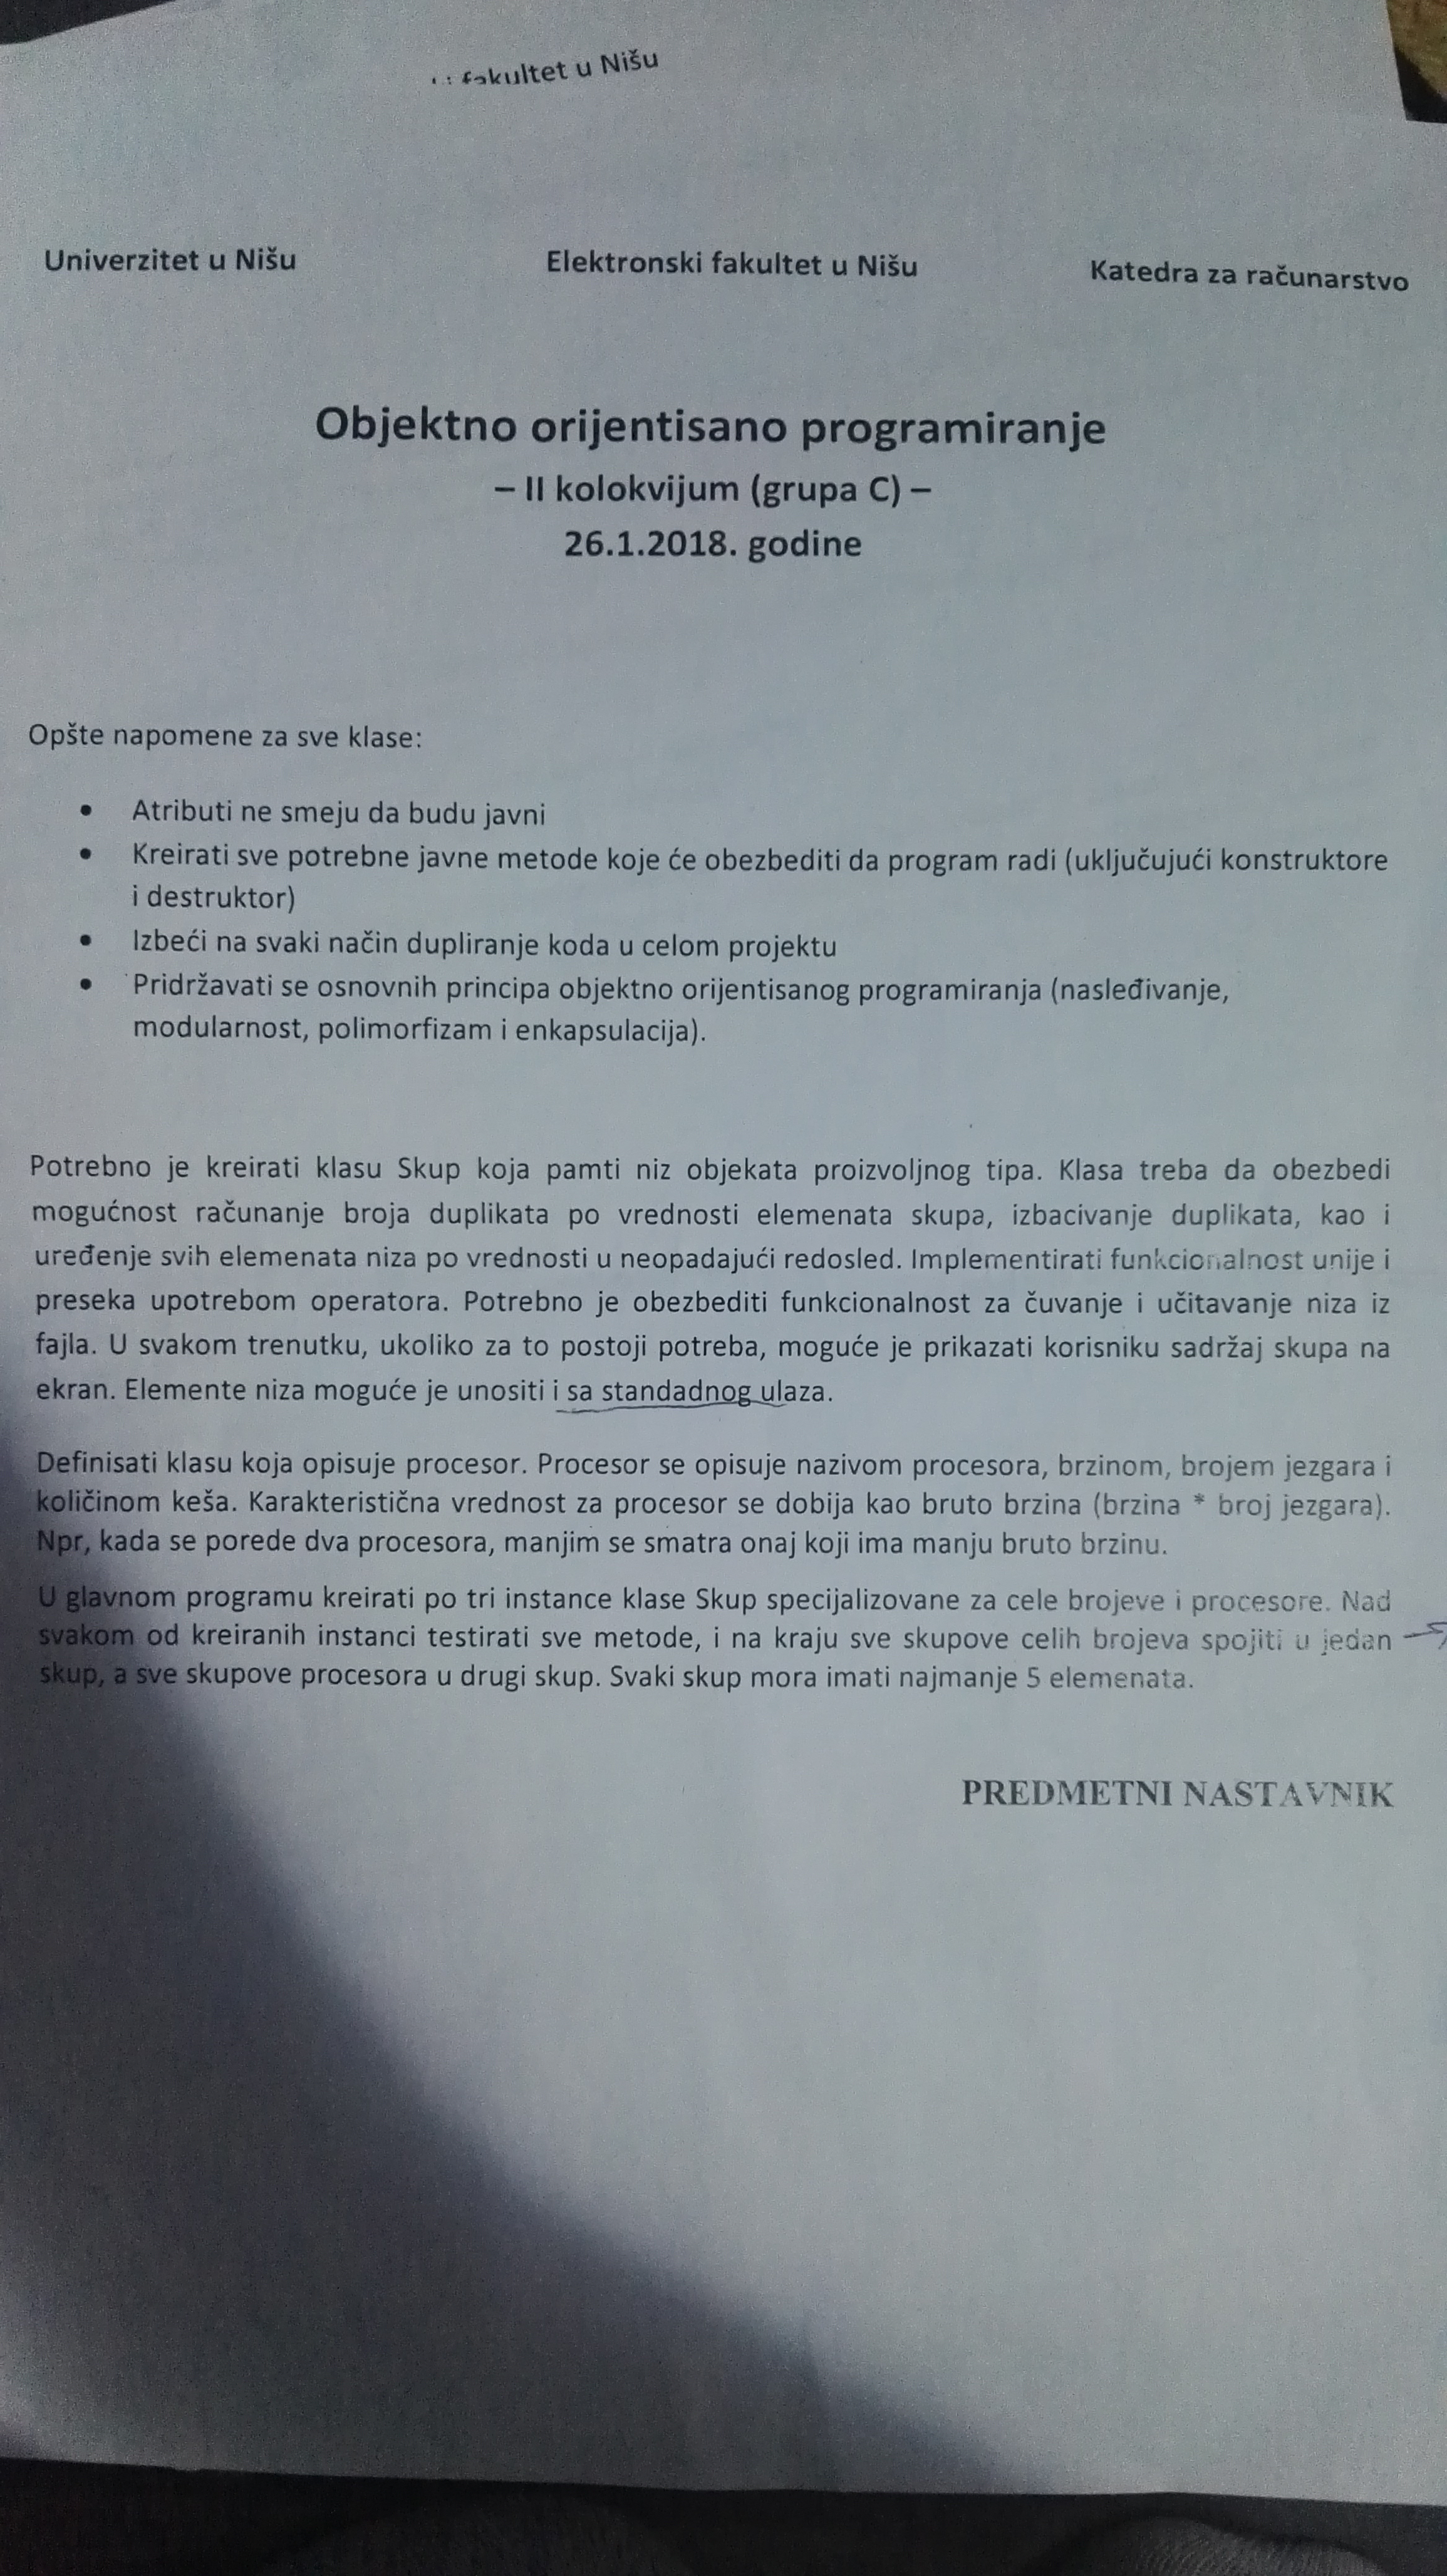 fakultet u Nišu
Univerzitet u Nišu Elektronski fakultet u Nišu Katedra za računarstvo
Objektno orijentisano programiranje
– II kolokvijum (grupa C) –
26.1.2018. godine
Opšte napomene za sve klase:
• Atributi ne smeju da budu javni
• Kreirati sve potrebne javne metode koje će obezbediti da program radi (uključujući konstruktore
i destruktor)
• Izbeći na svaki način dupliranje koda u celom projektu
• Pridržavati se osnovnih principa objektno orijentisanog programiranja (nasleđivanje,
modularnost, polimorfizam i enkapsulacija).
Potrebno je kreirati klasu Skup koja pamti niz objekata proizvoljnog tipa. Klasa treba da obezbedi
mogućnost računanje broja duplikata po vrednosti elemenata skupa, izbacivanje duplikata, kao i
uređenje svih elemenata niza po vrednosti u neopadajući redosled. Implementirati funkcionalnost unije i
preseka upotrebom operatora. Potrebno je obezbediti funkcionalnost za čuvanje i učitavanje niza iz
fajla. U svakom trenutku, ukoliko za to postoji potreba, moguće je prikazati korisniku sadržaj skupa na
ekran. Elemente niza moguće je unositi i sa standadnog ulaza.
Definisati klasu koja opisuje procesor. Procesor se opisuje nazivom procesora, brzinom, brojem jezgara i
količinom keša. Karakteristična vrednost za procesor se dobija kao bruto brzina (brzina * broj jezgara).
Npr, kada se porede dva procesora, manjim se smatra onaj koji ima manju bruto brzinu.
U glavnom programu kreirati po tri instance klase Skup specijalizovane za cele brojeve i procesore. Nad
svakom od kreiranih instanci testirati sve metode, i na kraju sve skupove celih brojeva spojiti u jedan
skup, a sve skupove procesora u drugi skup. Svaki skup mora imati najmanje 5 elemenata.
PREDMETNI NASTAVNIK